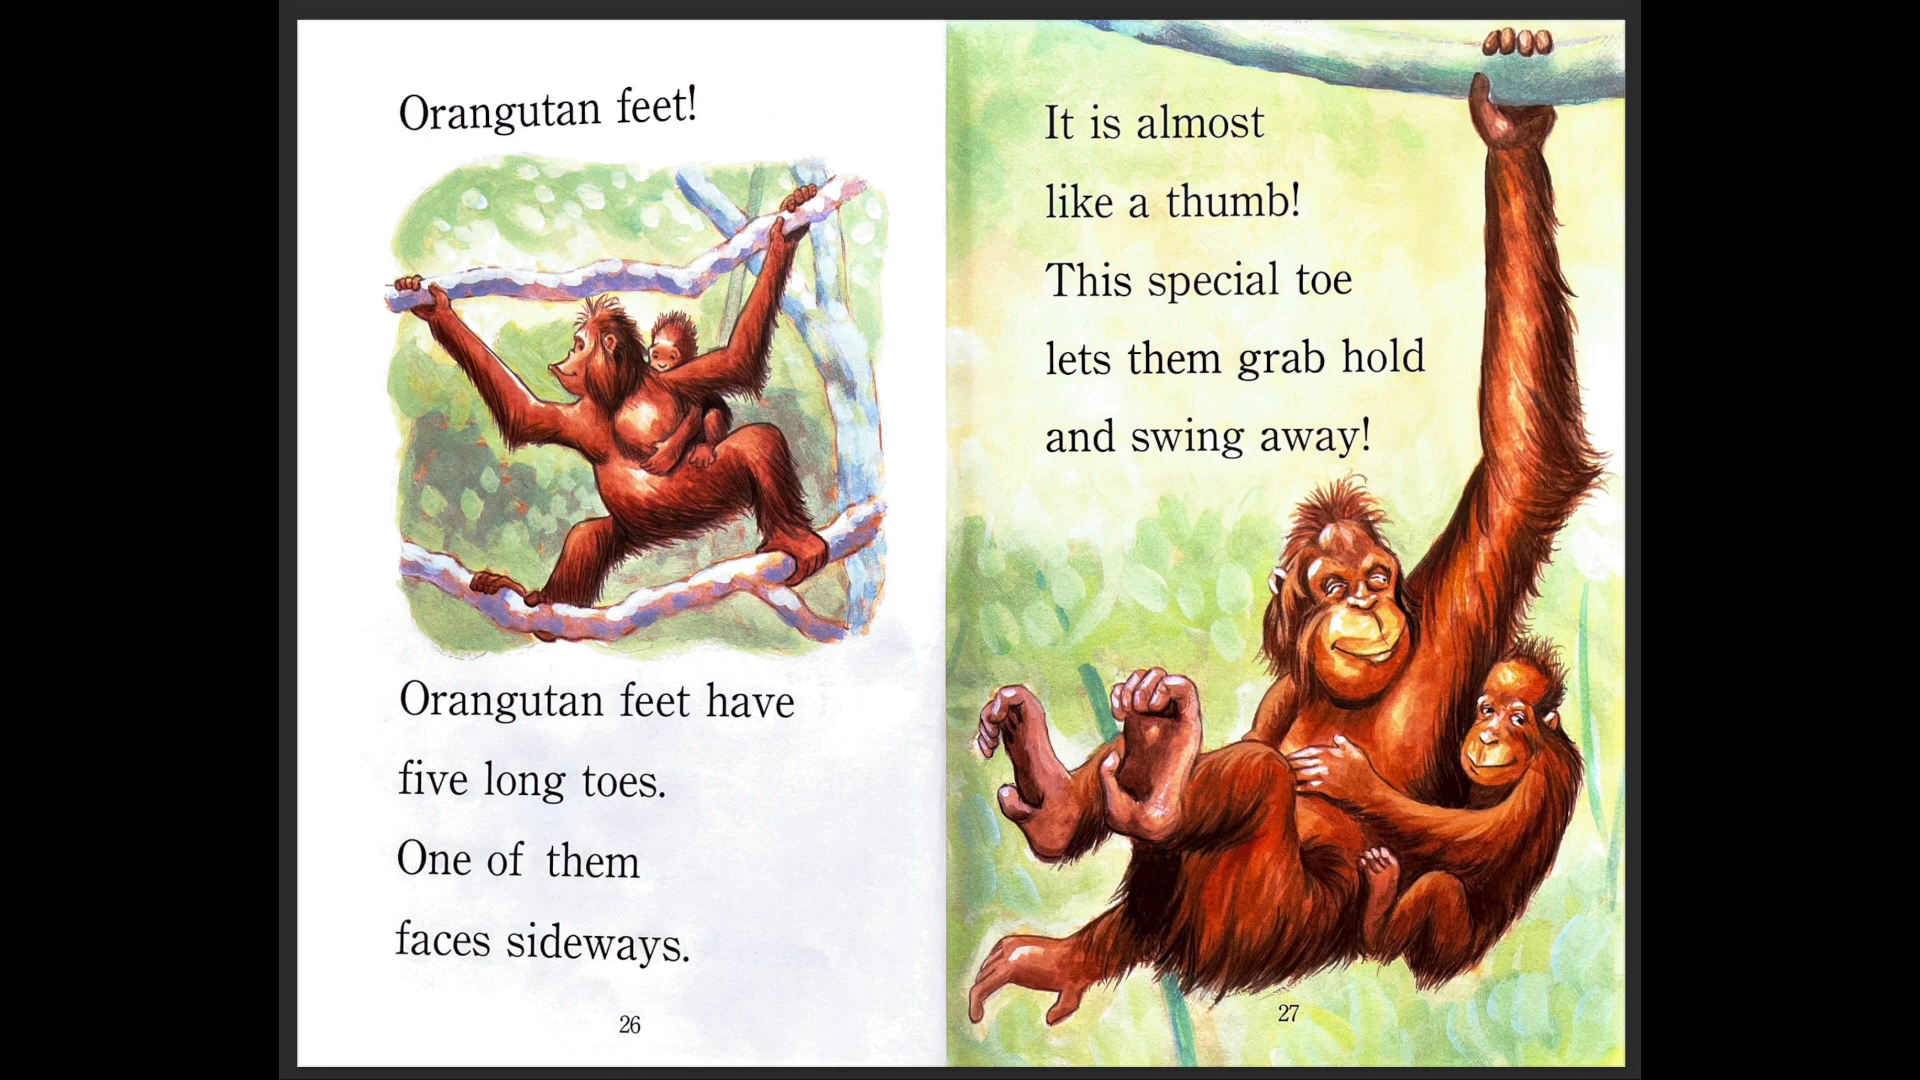 Orangutan feet!
Orangutan feet have
five long toes.
One of them
faces sideways.
26
It is almost
like a thumb!
This special toe
lets them grab hold
and swing away!
27